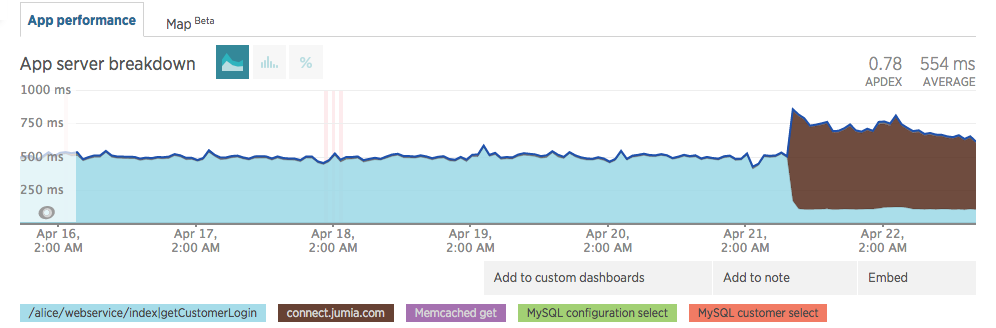 App performance
Map Beta
App server breakdown
%
0.78
APDEX
554 ms
AVERAGE
1000 ms
750 ms
500 ms
250 ms
Apr 16,
2:00 AM
Apr 17,
2:00 AM
Apr 18,
2:00 AM
Apr 19,
2:00 AM
Apr 20,
2:00 AM
Apr 21,
2:00 AM
Apr 22,
2:00 AM
Add to custom dashboards
Add to note
Embed
/alice/webservice/index|getCustomerLogin
connect.jumia.com
Memcached get
MySQL configuration select
MySQL customer select